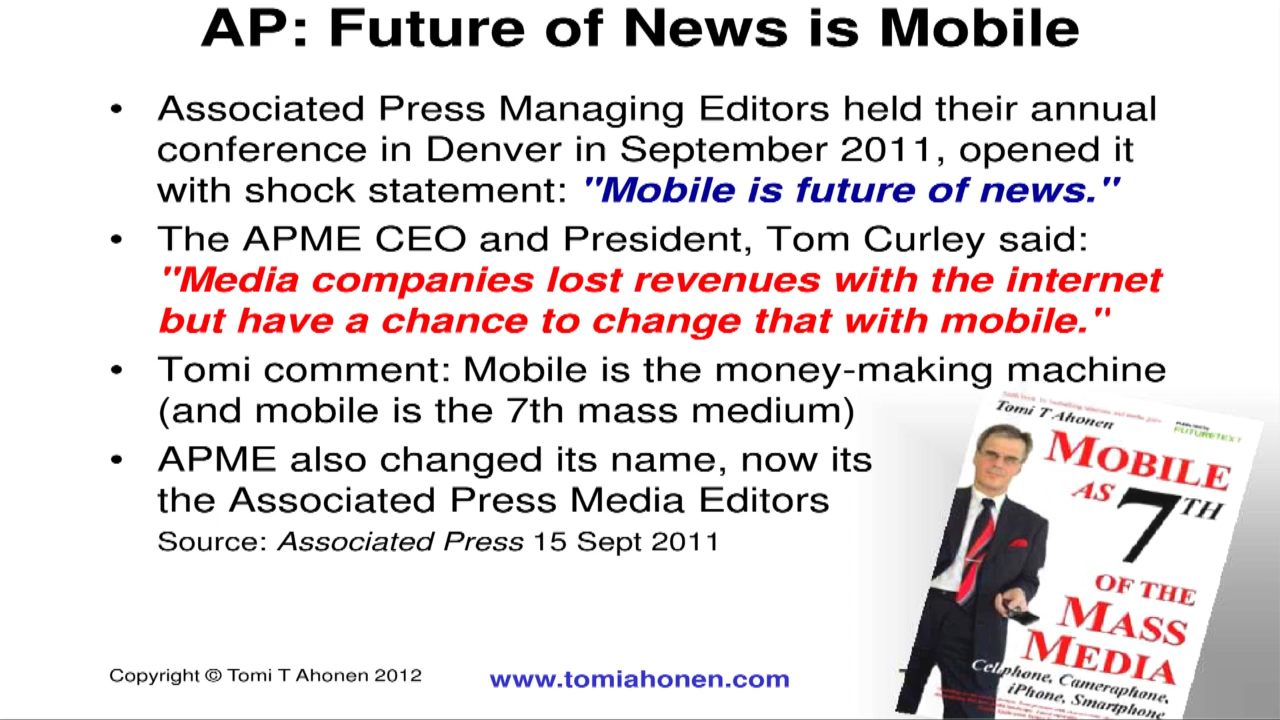 AP: Future of News is Mobile
• Associated Press Managing Editors held their annual
conference in Denver in September 2011, opened it
with shock statement: "Mobile is future of news."
• The APME CEO and President, Tom Curley said:
"Media companies lost revenues with the internet
but have a chance to change that with mobile."
• Tomi comment: Mobile is the money-making machine
(and mobile is the 7th mass medium)
• APME also changed its name, now its
the Associated Press Media Editors
Source: Associated Press 15 Sept 2011
Tomi T Ahonen
FUTURETEXT
MOBILE
AS 7TH
OF THE
MASS
MEDIA
Cellphone, Cameraphone,
iPhone, Smartphone
Copyright © Tomi T Ahonen 2012
www.tomiahonen.com